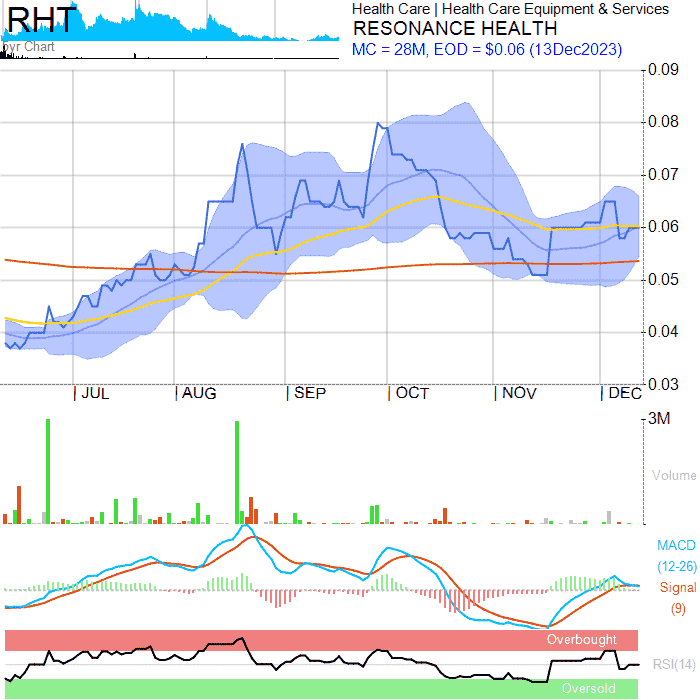 RHT
5yr Chart
Health Care | Health Care Equipment & Services
RESONANCE HEALTH
MC = 28M, EOD = $0.06 (13Dec2023)
0.09
0.08
0.07
0.06
0.05
0.04
0.03
| JUL | AUG | SEP | OCT | NOV | DEC
3M
Volume
MACD
(12-26)
Signal
(9)
Overbought
RSI(14)
Oversold